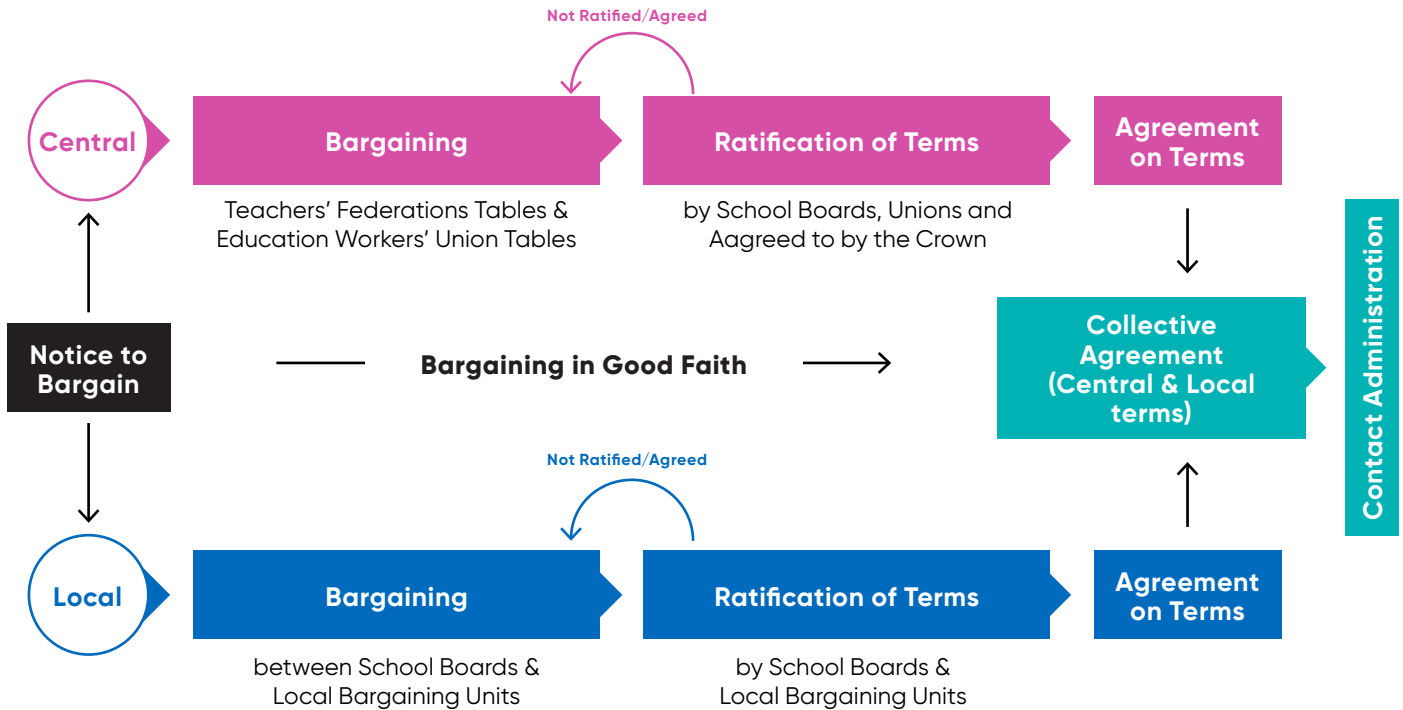 Not Ratified/Agreed
Central
Bargaining
Ratification of Terms
Agreement
on Terms
Teachers’ Federations Tables &
Education Workers’ Union Tables
by School Boards, Unions and
Aagreed to by the Crown
Notice to
Bargain
Bargaining in Good Faith
Collective
Agreement
(Central & Local
terms)
Contact Administration
Not Ratified/Agreed
Local
Bargaining
Ratification of Terms
Agreement
on Terms
between School Boards &
Local Bargaining Units
by School Boards &
Local Bargaining Units